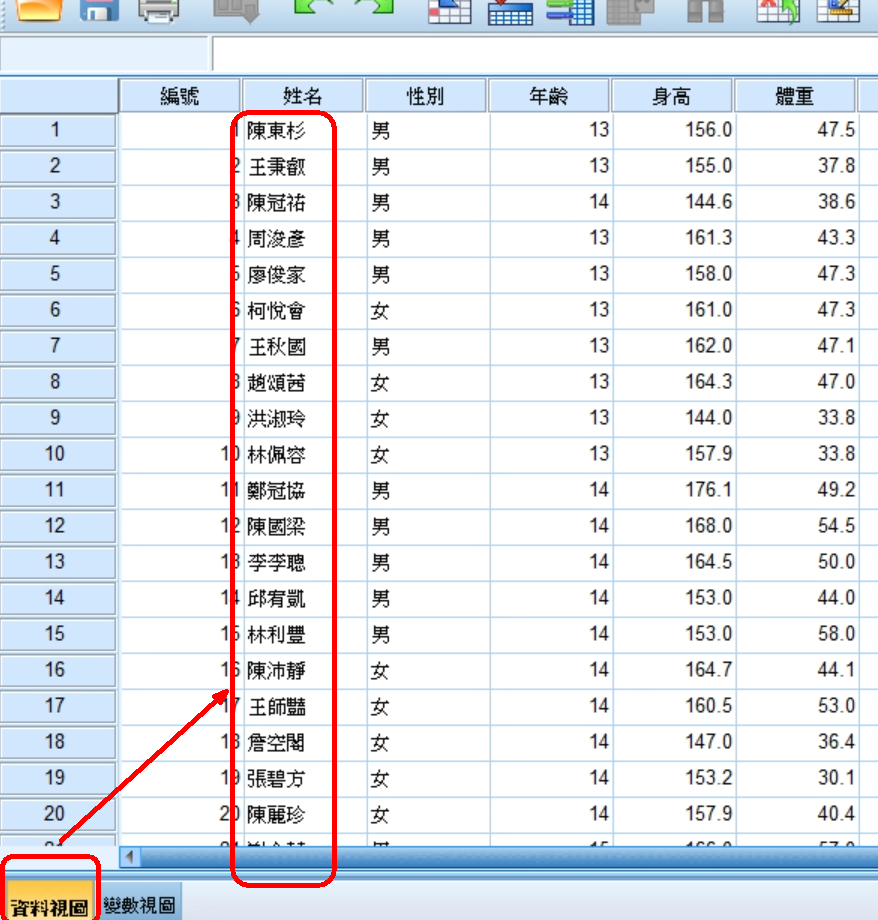 編號 姓名 性別 年齡 身高 體重
1 1 陳東杉 男 13 156.0 47.5
2 2 王秉叡 男 13 155.0 37.8
3 3 陳冠祐 男 14 144.6 38.6
4 4 周浚彥 男 13 161.3 43.3
5 5 廖俊家 男 13 158.0 47.3
6 6 柯悅會 女 13 161.0 47.3
7 7 王秋國 男 13 162.0 47.1
8 8 趙頌茜 女 13 164.3 47.0
9 9 洪淑玲 女 13 144.0 33.8
10 10 林佩容 女 13 157.9 33.8
11 11 鄭冠協 男 14 176.1 49.2
12 12 陳國梁 男 14 168.0 54.5
13 13 李李聰 男 14 164.5 50.0
14 14 邱宥凱 男 14 153.0 44.0
15 15 林利豐 男 14 153.0 58.0
16 16 陳沛靜 女 14 164.7 44.1
17 17 王師豔 女 14 160.5 53.0
18 18 詹空閣 女 14 147.0 36.4
19 19 張碧方 女 14 153.2 30.1
20 20 陳麗珍 女 14 157.9 40.4
資料視圖 變數視圖